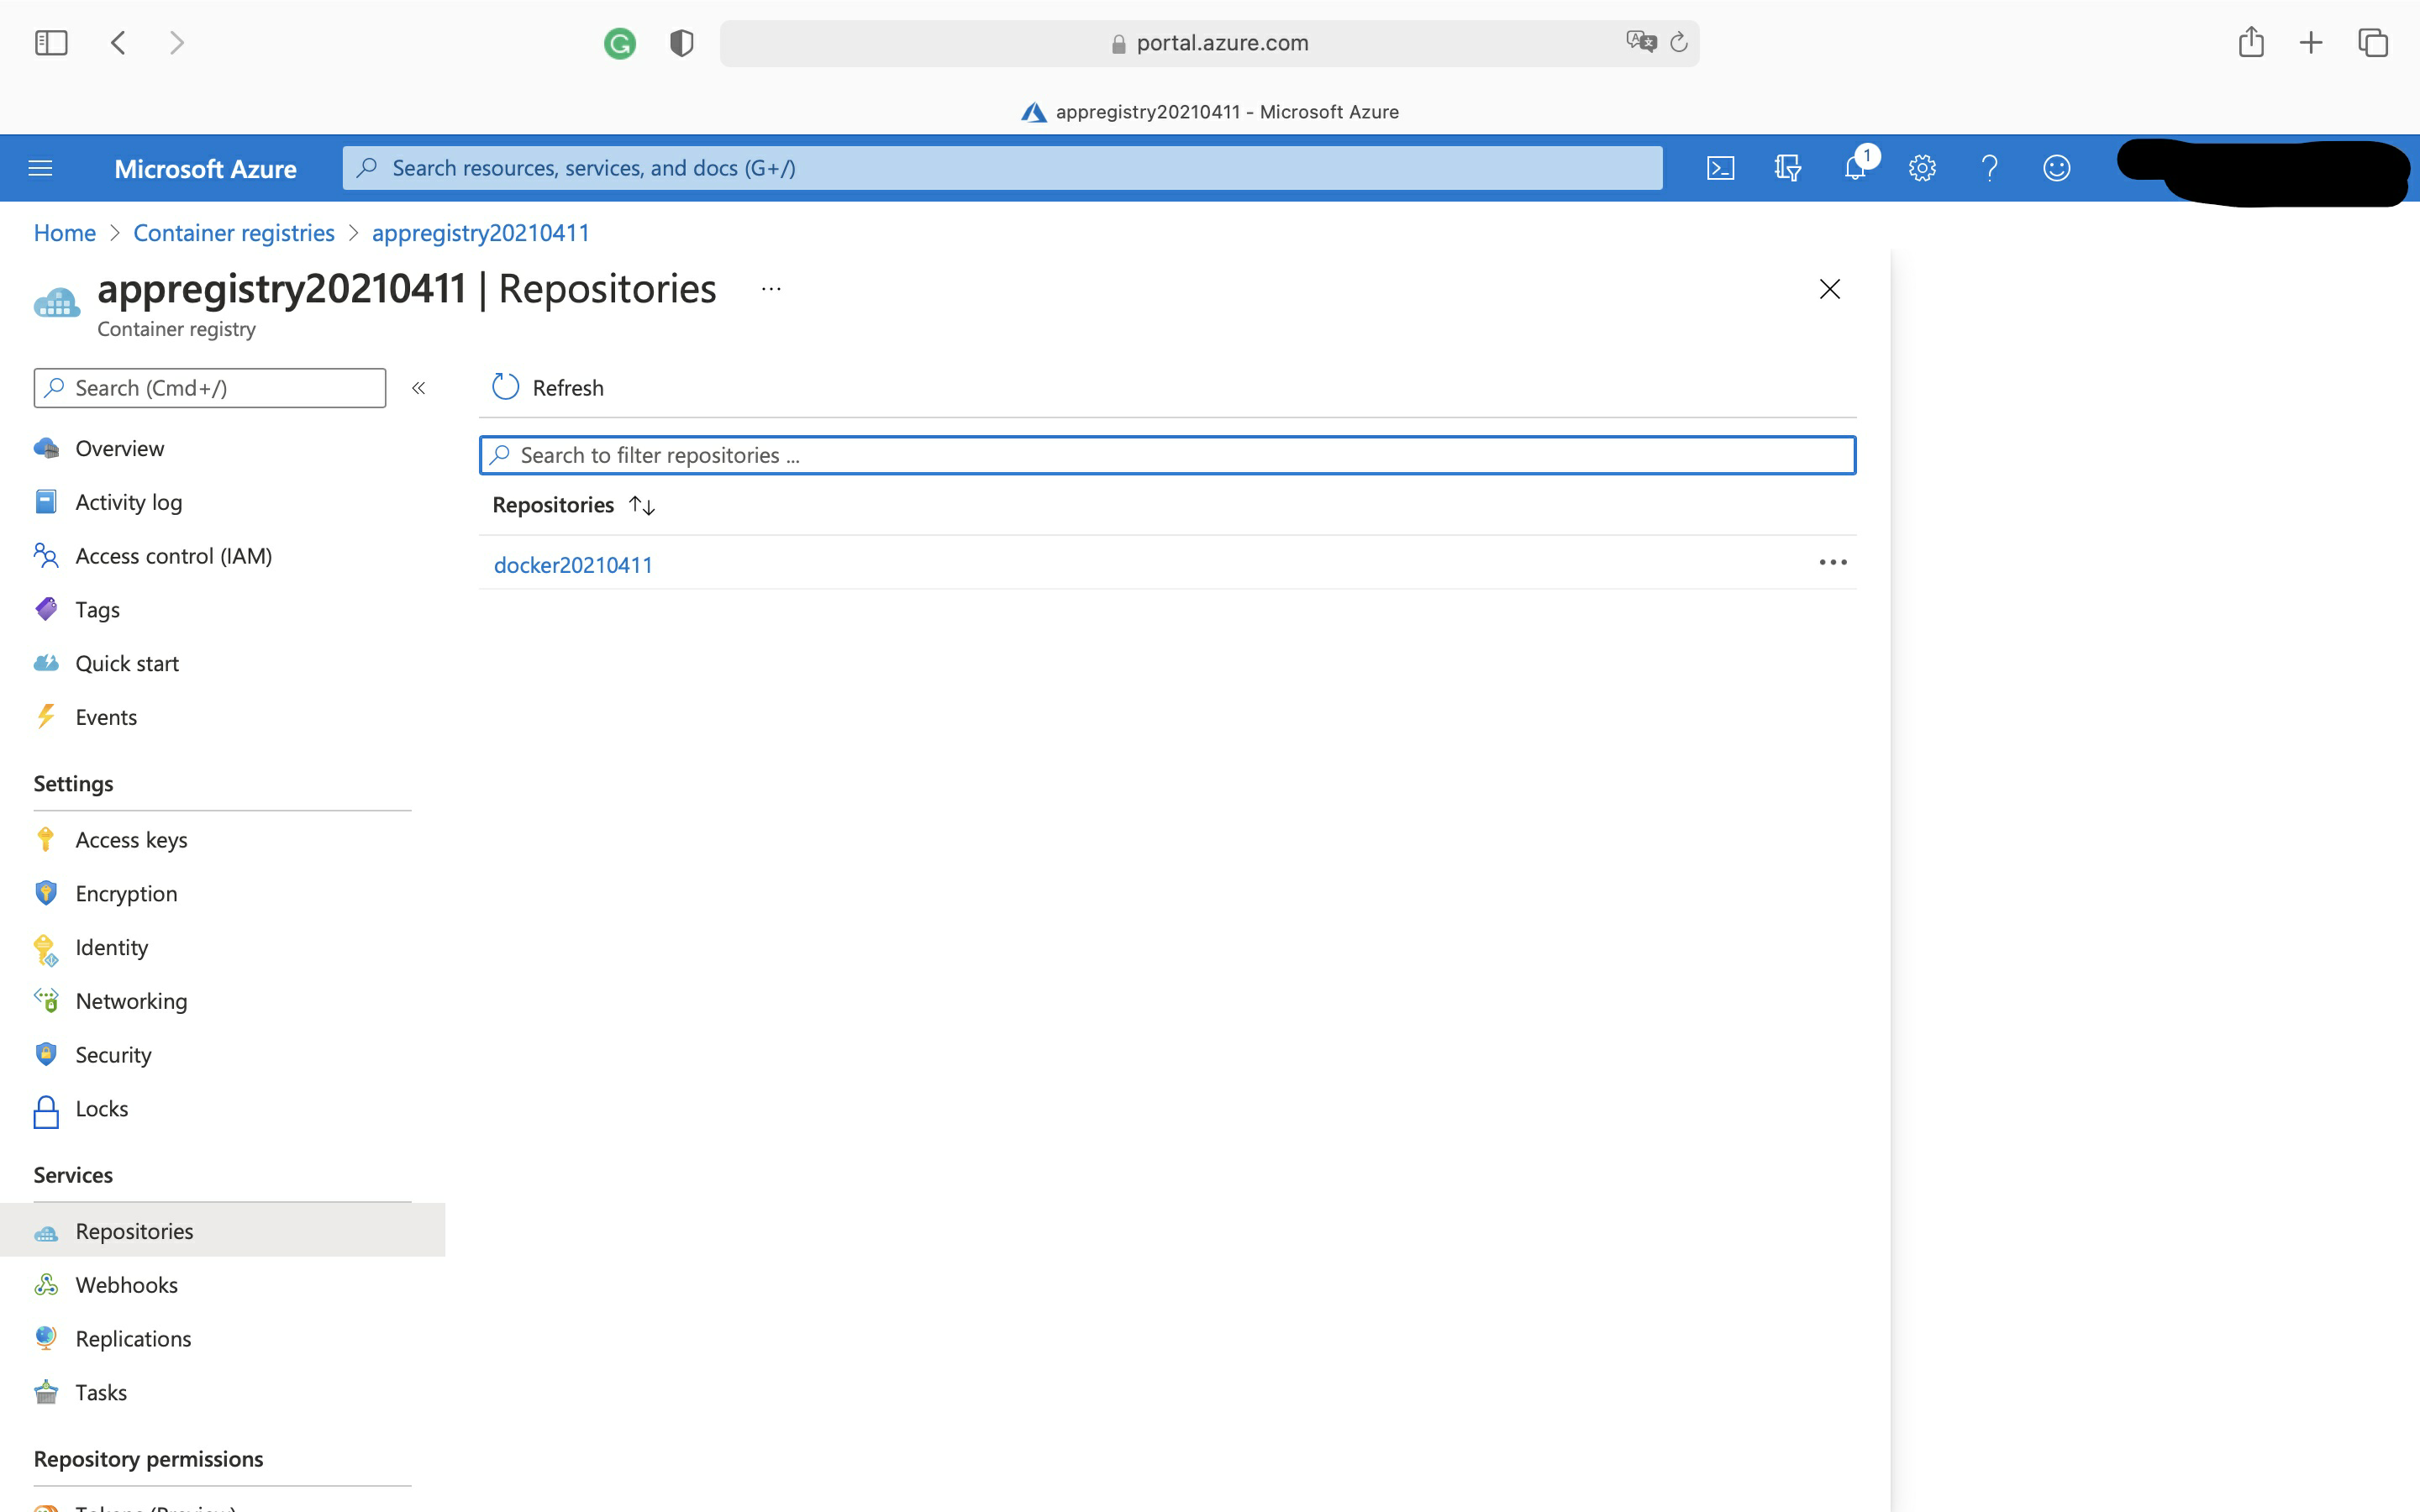 portal.azure.com
appregistry20210411 - Microsoft Azure
Microsoft Azure
Search resources, services, and docs (G+/)
1
Home > Container registries > appregistry20210411
appregistry20210411 | Repositories ...
Container registry
Search (Cmd+/)
«
Refresh
Search to filter repositories ...
Repositories ↑↓
docker20210411
Overview
Activity log
Access control (IAM)
Tags
Quick start
Events
Settings
Access keys
Encryption
Identity
Networking
Security
Locks
Services
Repositories
Webhooks
Replications
Tasks
Repository permissions
Tokens (Preview)